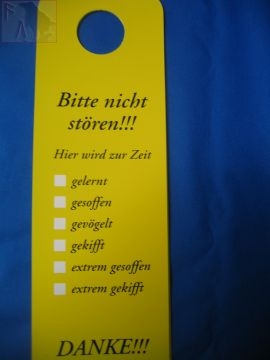 Bitte nicht
stören!!!
Hier wird zur Zeit
gelernt
gesoffen
gevögelt
gekifft
extrem gesoffen
extrem gekifft
DANKE!!!